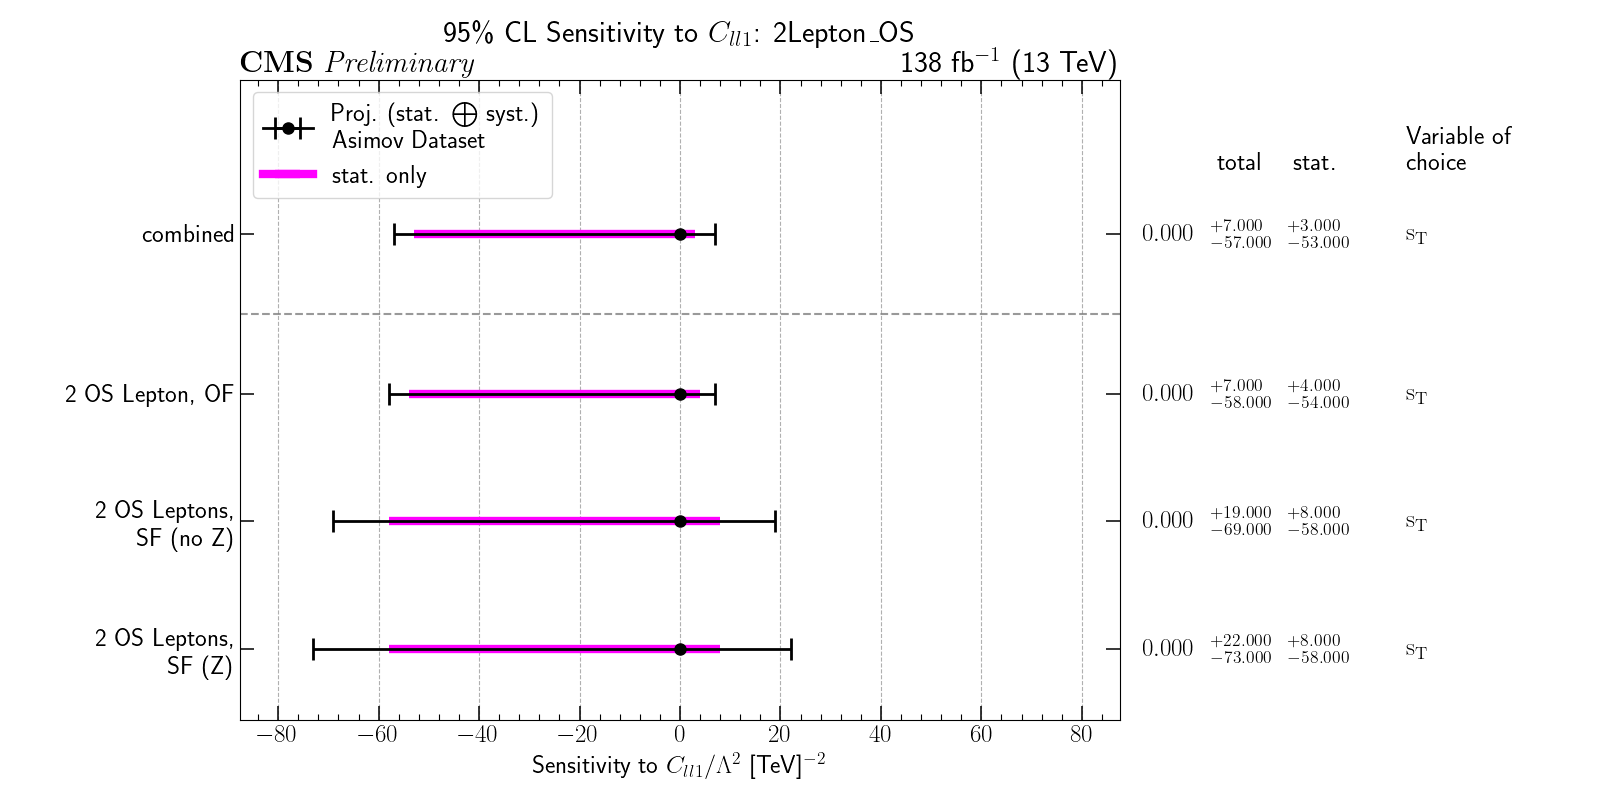 95% CL Sensitivity to C_{ll1}: 2Lepton_OS
CMS Preliminary
138 fb⁻¹ (13 TeV)
Proj. (stat. ⨁ syst.)
Asimov Dataset
stat. only
Variable of
choice
total stat.
combined 0.000 +7.000 −57.000 +3.000 −53.000 s_T
2 OS Lepton, OF 0.000 +7.000 −58.000 +4.000 −54.000 s_T
2 OS Leptons,
SF (no Z) 0.000 +19.000 −69.000 +8.000 −58.000 s_T
2 OS Leptons,
SF (Z) 0.000 +22.000 −73.000 +8.000 −58.000 s_T
−80 −60 −40 −20 0 20 40 60 80
Sensitivity to C_{ll1}/Λ² [TeV]⁻²